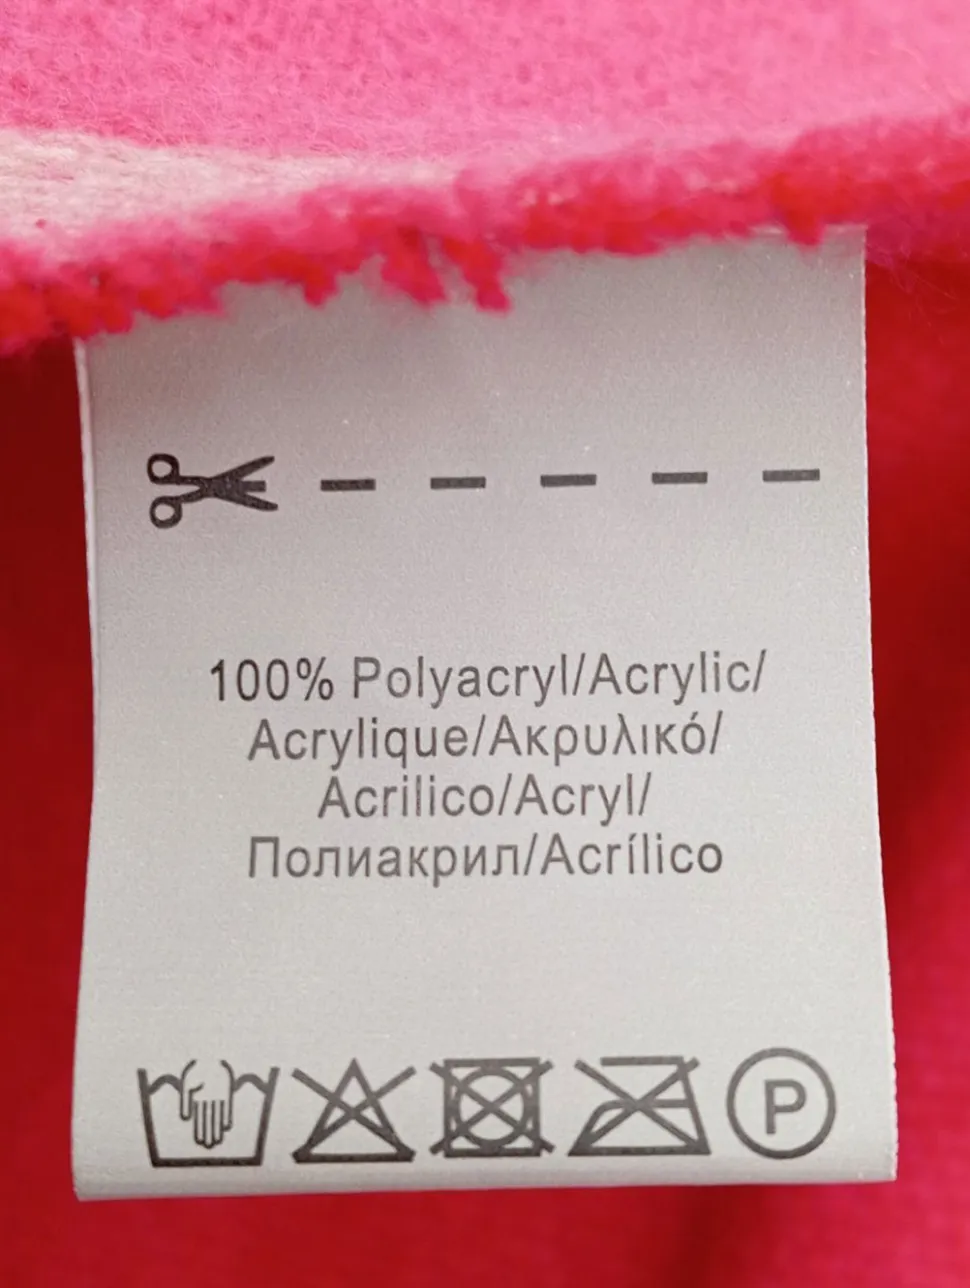 100% Polyacryl/Acrylic/
Acrylique/Ακρυλικό/
Acrilico/Acryl/
Полиакрил/Acrílico
P